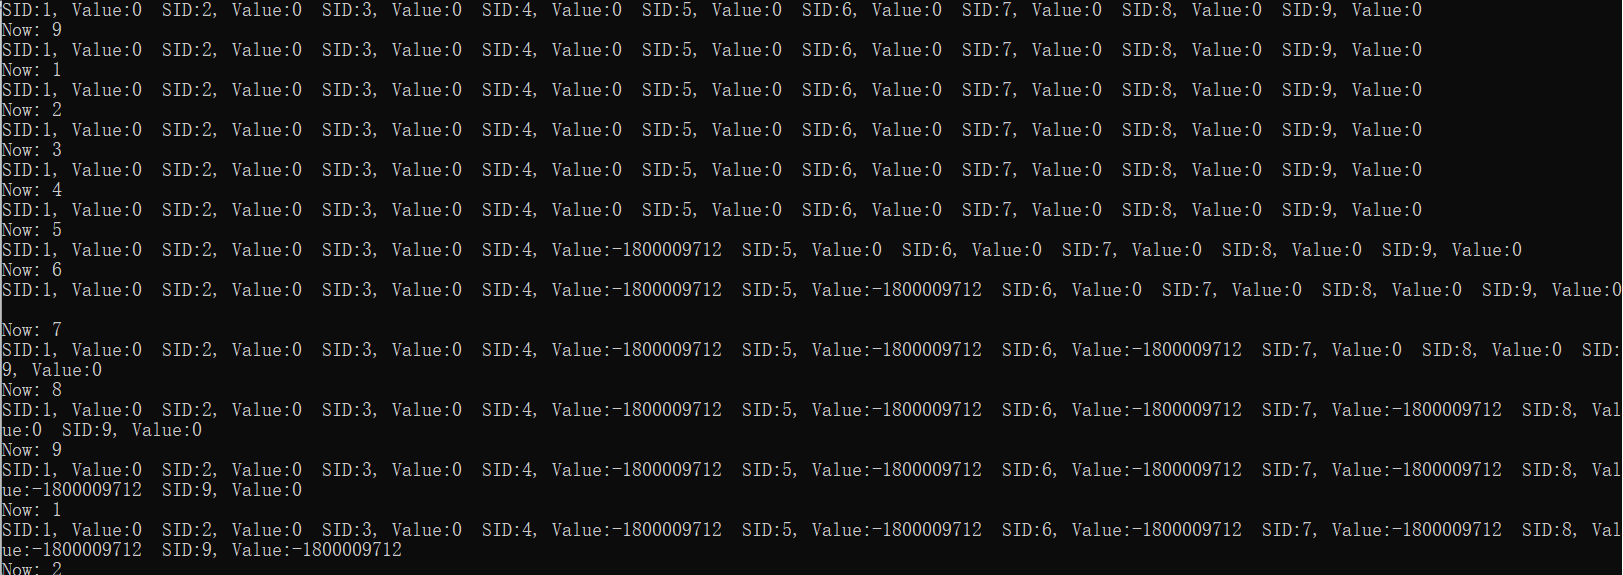 SID:1, Value:0  SID:2, Value:0  SID:3, Value:0  SID:4, Value:0  SID:5, Value:0  SID:6, Value:0  SID:7, Value:0  SID:8, Value:0  SID:9, Value:0
Now: 9
SID:1, Value:0  SID:2, Value:0  SID:3, Value:0  SID:4, Value:0  SID:5, Value:0  SID:6, Value:0  SID:7, Value:0  SID:8, Value:0  SID:9, Value:0
Now: 1
SID:1, Value:0  SID:2, Value:0  SID:3, Value:0  SID:4, Value:0  SID:5, Value:0  SID:6, Value:0  SID:7, Value:0  SID:8, Value:0  SID:9, Value:0
Now: 2
SID:1, Value:0  SID:2, Value:0  SID:3, Value:0  SID:4, Value:0  SID:5, Value:0  SID:6, Value:0  SID:7, Value:0  SID:8, Value:0  SID:9, Value:0
Now: 3
SID:1, Value:0  SID:2, Value:0  SID:3, Value:0  SID:4, Value:0  SID:5, Value:0  SID:6, Value:0  SID:7, Value:0  SID:8, Value:0  SID:9, Value:0
Now: 4
SID:1, Value:0  SID:2, Value:0  SID:3, Value:0  SID:4, Value:0  SID:5, Value:0  SID:6, Value:0  SID:7, Value:0  SID:8, Value:0  SID:9, Value:0
Now: 5
SID:1, Value:0  SID:2, Value:0  SID:3, Value:0  SID:4, Value:-1800009712  SID:5, Value:0  SID:6, Value:0  SID:7, Value:0  SID:8, Value:0  SID:9, Value:0
Now: 6
SID:1, Value:0  SID:2, Value:0  SID:3, Value:0  SID:4, Value:-1800009712  SID:5, Value:-1800009712  SID:6, Value:0  SID:7, Value:0  SID:8, Value:0  SID:9, Value:0
Now: 7
SID:1, Value:0  SID:2, Value:0  SID:3, Value:0  SID:4, Value:-1800009712  SID:5, Value:-1800009712  SID:6, Value:-1800009712  SID:7, Value:0  SID:8, Value:0  SID:
9, Value:0
Now: 8
SID:1, Value:0  SID:2, Value:0  SID:3, Value:0  SID:4, Value:-1800009712  SID:5, Value:-1800009712  SID:6, Value:-1800009712  SID:7, Value:-1800009712  SID:8, Val
ue:0  SID:9, Value:0
Now: 9
SID:1, Value:0  SID:2, Value:0  SID:3, Value:0  SID:4, Value:-1800009712  SID:5, Value:-1800009712  SID:6, Value:-1800009712  SID:7, Value:-1800009712  SID:8, Val
ue:-1800009712  SID:9, Value:0
Now: 1
SID:1, Value:0  SID:2, Value:0  SID:3, Value:0  SID:4, Value:-1800009712  SID:5, Value:-1800009712  SID:6, Value:-1800009712  SID:7, Value:-1800009712  SID:8, Val
ue:-1800009712  SID:9, Value:-1800009712
Now: 2